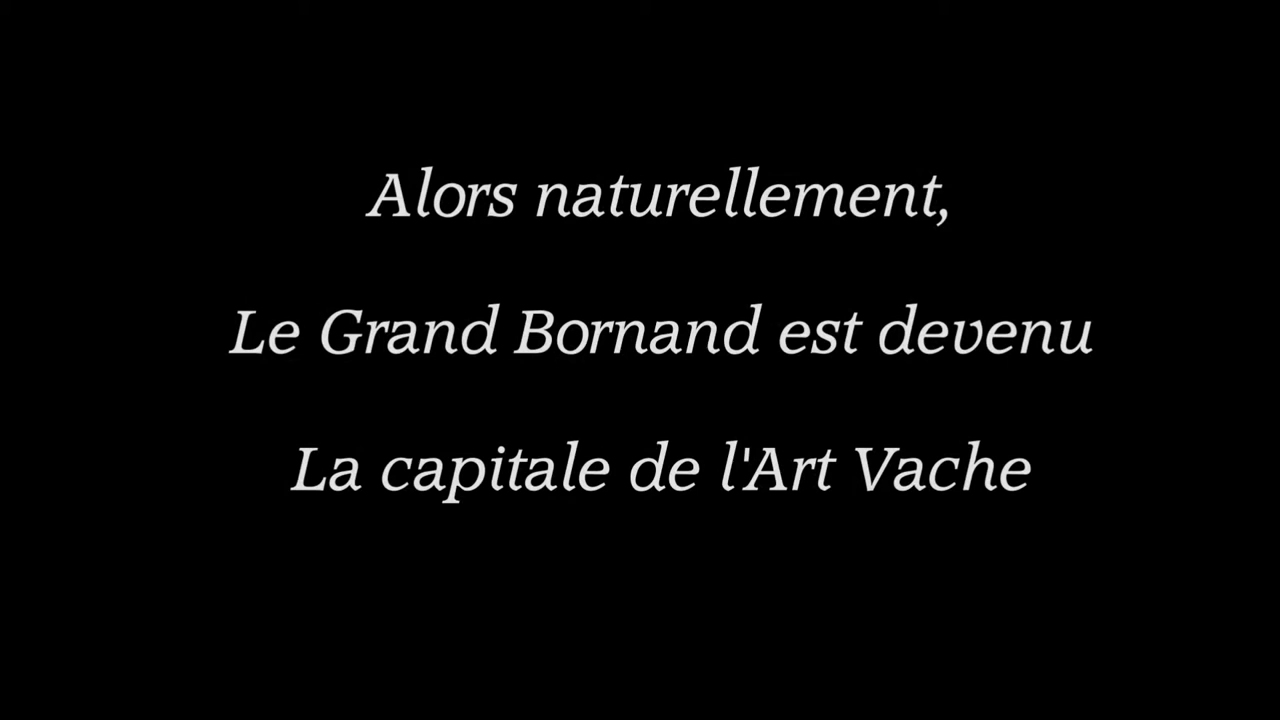 Alors naturellement,
Le Grand Bornand est devenu
La capitale de l'Art Vache